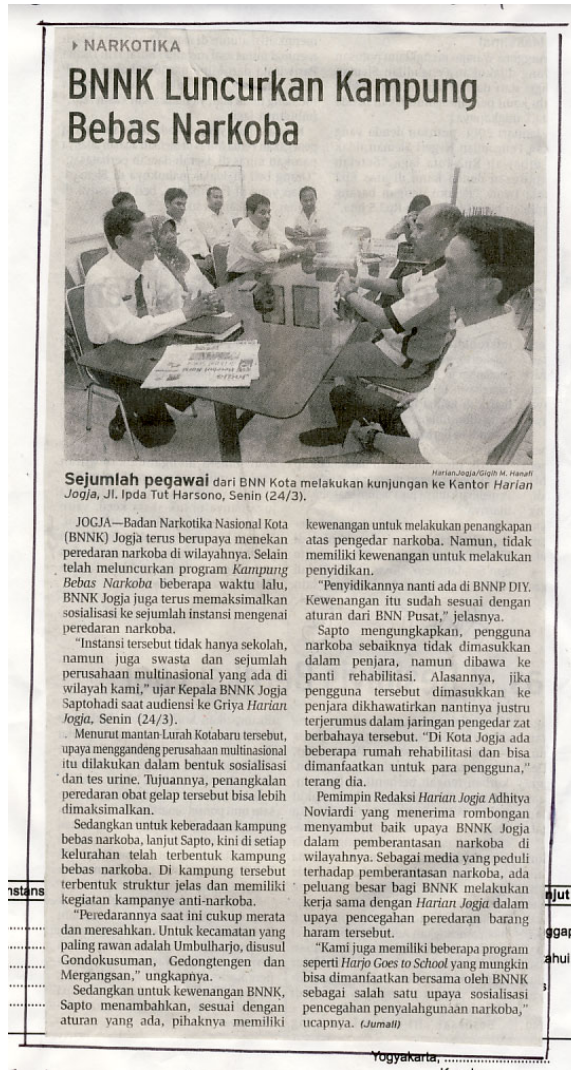 NARKOTIKA
BNNK Luncurkan Kampung
Bebas Narkoba
HarianJogja/Gigih M. Hanafi
Sejumlah pegawai dari BNN Kota melakukan kunjungan ke Kantor Harian
Jogja, Jl. Ipda Tut Harsono, Senin (24/3).
JOGJA—Badan Narkotika Nasional Kota
(BNNK) Jogja terus berupaya menekan
peredaran narkoba di wilayahnya. Selain
telah meluncurkan program Kampung
Bebas Narkoba beberapa waktu lalu,
BNNK Jogja juga terus memaksimalkan
sosialisasi ke sejumlah instansi mengenai
peredaran narkoba.
"Instansi tersebut tidak hanya sekolah,
namun juga swasta dan sejumlah
perusahaan multinasional yang ada di
wilayah kami," ujar Kepala BNNK Jogja
Saptohadi saat audiensi ke Griya Harian
Jogja, Senin (24/3).
Menurut mantan Lurah Kotabaru tersebut,
upaya menggandeng perusahaan multinasional
itu dilakukan dalam bentuk sosialisasi
dan tes urine. Tujuannya, penangkalan
peredaran obat gelap tersebut bisa lebih
dimaksimalkan.
Sedangkan untuk keberadaan kampung
bebas narkoba, lanjut Sapto, kini di setiap
kelurahan telah terbentuk kampung
bebas narkoba. Di kampung tersebut
terbentuk struktur jelas dan memiliki
kegiatan kampanye anti-narkoba.
"Peredarannya saat ini cukup merata
dan meresahkan. Untuk kecamatan yang
paling rawan adalah Umbulharjo, disusul
Gondokusuman, Gedongtengen dan
Mergangsan," ungkapnya.
Sedangkan untuk kewenangan BNNK,
Sapto menambahkan, sesuai dengan
aturan yang ada, pihaknya memiliki
kewenangan untuk melakukan penangkapan
atas pengedar narkoba. Namun, tidak
memiliki kewenangan untuk melakukan
penyidikan.
"Penyidikannya nanti ada di BNNP DIY.
Kewenangan itu sudah sesuai dengan
aturan dari BNN Pusat," jelasnya.
Sapto mengungkapkan, pengguna
narkoba sebaiknya tidak dimasukkan
dalam penjara, namun dibawa ke
panti rehabilitasi. Alasannya, jika
pengguna tersebut dimasukkan ke
penjara dikhawatirkan nantinya justru
terjerumus dalam jaringan pengedar zat
berbahaya tersebut. "Di Kota Jogja ada
beberapa rumah rehabilitasi dan bisa
dimanfaatkan untuk para pengguna,"
terang dia.
Pemimpin Redaksi Harian Jogja Adhitya
Noviardi yang menerima rombongan
menyambut baik upaya BNNK Jogja
dalam pemberantasan narkoba di
wilayahnya. Sebagai media yang peduli
terhadap pemberantasan narkoba, ada
peluang besar bagi BNNK melakukan
kerja sama dengan Harian Jogja dalam
upaya pencegahan peredaran barang
haram tersebut.
"Kami juga memiliki beberapa program
seperti Harjo Goes to School yang mungkin
bisa dimanfaatkan bersama oleh BNNK
sebagai salah satu upaya sosialisasi
pencegahan penyalahgunaan narkoba,"
ucapnya. (Jumali)
Yogyakarta,